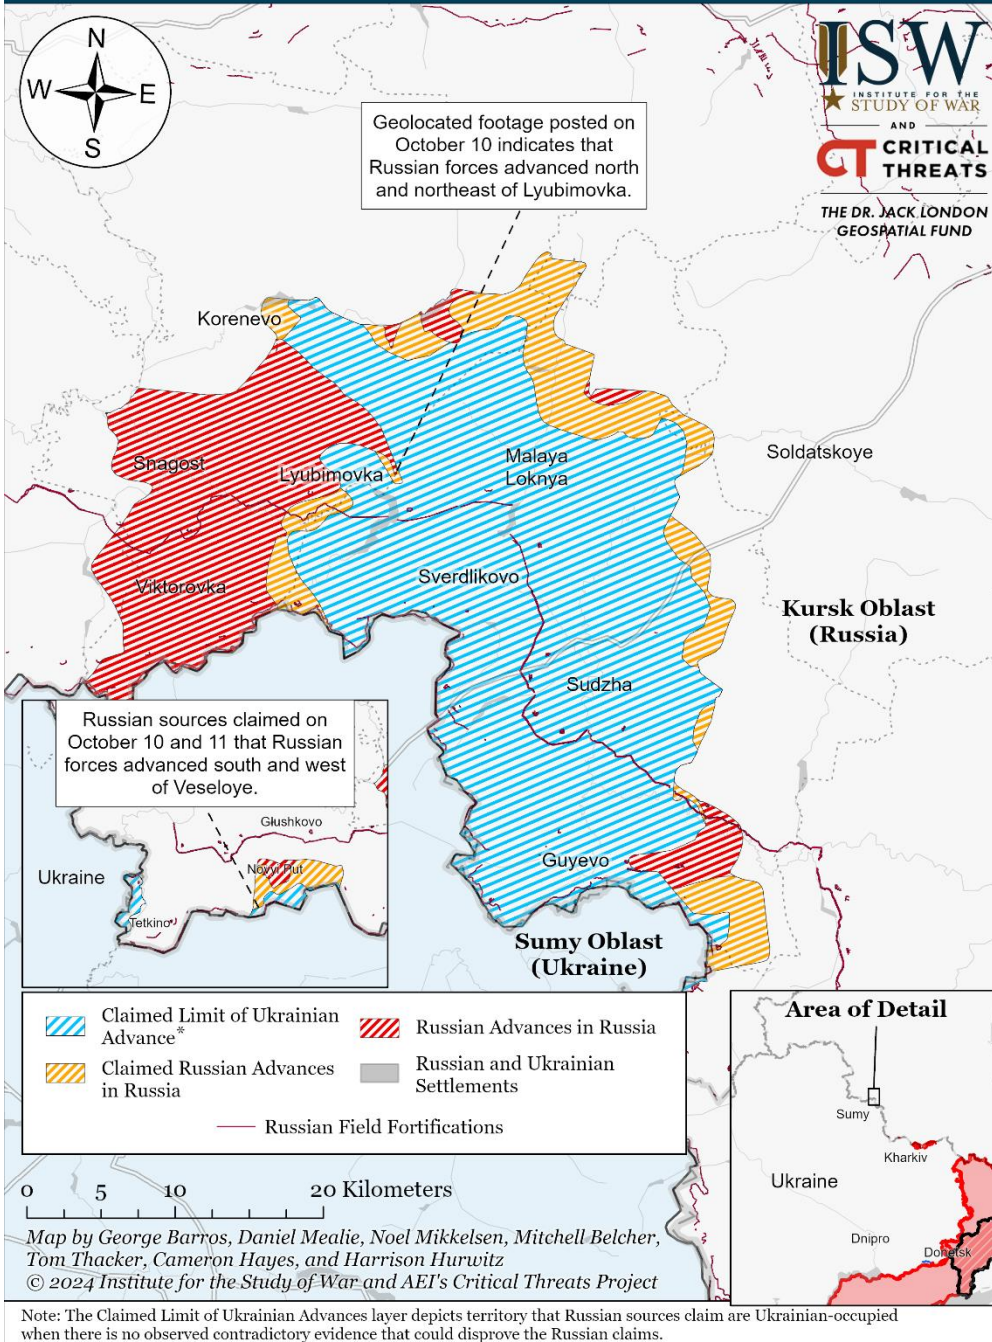 N
W
E
S
ISW
INSTITUTE FOR THE
STUDY OF WAR
AND
CT CRITICAL
THREATS
THE DR. JACK LONDON
GEOSPATIAL FUND
Geolocated footage posted on
October 10 indicates that
Russian forces advanced north
and northeast of Lyubimovka.
Korenevo
Snagost
Lyubimovka
Malaya
Loknya
Soldatskoye
Viktorovka
Sverdlikovo
Kursk Oblast
(Russia)
Sudzha
Russian sources claimed on
October 10 and 11 that Russian
forces advanced south and west
of Veseloye.
Glushkovo
Ukraine
Novyi Put
Tetkino
Guyevo
Sumy Oblast
(Ukraine)
Claimed Limit of Ukrainian
Advance*
Russian Advances in Russia
Claimed Russian Advances
in Russia
Russian and Ukrainian
Settlements
Russian Field Fortifications
Area of Detail
Sumy
Kharkiv
Ukraine
Dnipro
Donetsk
0 5 10 20 Kilometers
Map by George Barros, Daniel Mealie, Noel Mikkelsen, Mitchell Belcher,
Tom Thacker, Cameron Hayes, and Harrison Hurwitz
© 2024 Institute for the Study of War and AEI's Critical Threats Project
Note: The Claimed Limit of Ukrainian Advances layer depicts territory that Russian sources claim are Ukrainian-occupied
when there is no observed contradictory evidence that could disprove the Russian claims.